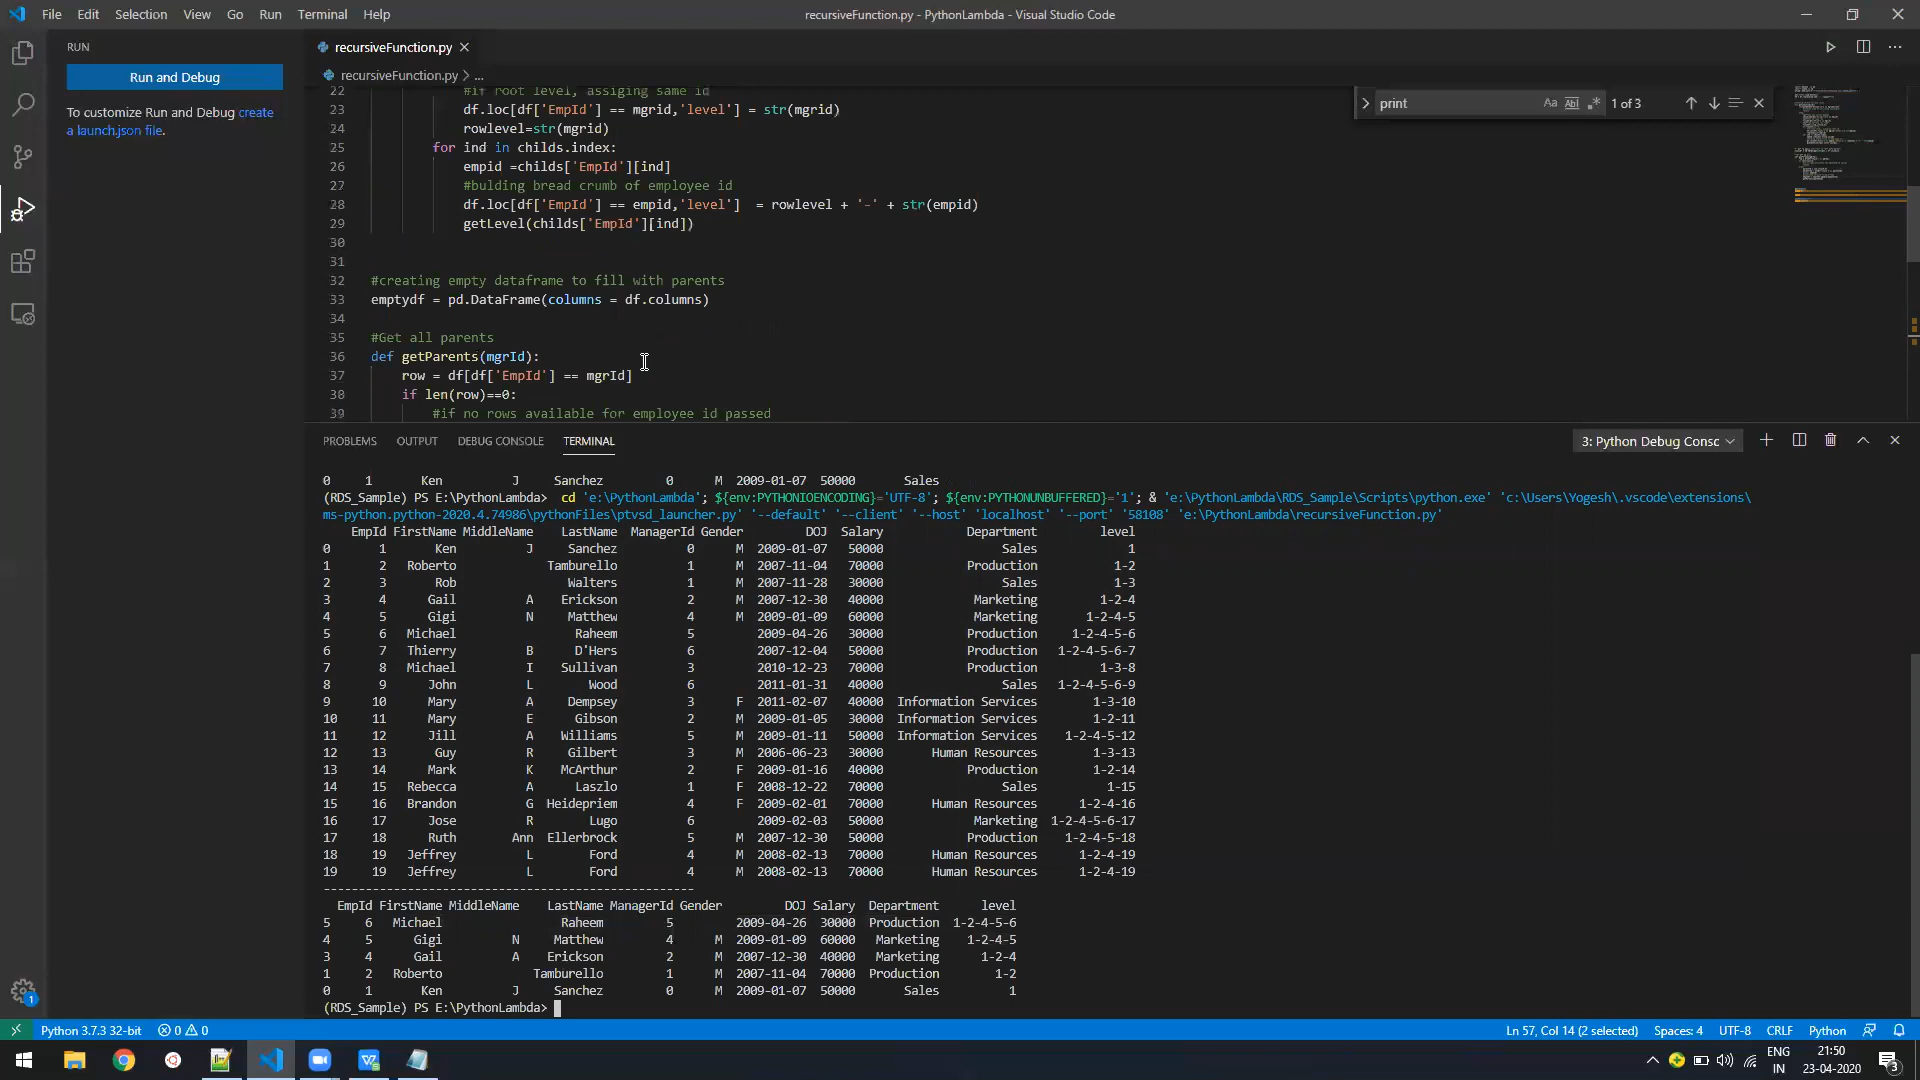 File Edit Selection View Go Run Terminal Help
recursiveFunction.py - PythonLambda - Visual Studio Code
RUN
Run and Debug
To customize Run and Debug create
a launch.json file.
recursiveFunction.py
recursiveFunction.py > ...
print
1 of 3
22 #if root level, assiging same id
23 df.loc[df['EmpId'] == mgrid,'level'] = str(mgrid)
24 rowlevel=str(mgrid)
25 for ind in childs.index:
26 empid =childs['EmpId'][ind]
27 #bulding bread crumb of employee id
28 df.loc[df['EmpId'] == empid,'level']  = rowlevel + '-' + str(empid)
29 getLevel(childs['EmpId'][ind])
30
31
32 #creating empty dataframe to fill with parents
33 emptydf = pd.DataFrame(columns = df.columns)
34
35 #Get all parents
36 def getParents(mgrId):
37 row = df[df['EmpId'] == mgrId]
38 if len(row)==0:
39 #if no rows available for employee id passed
PROBLEMS OUTPUT DEBUG CONSOLE TERMINAL
3: Python Debug Consc
0 1 Ken J Sanchez 0 M 2009-01-07 50000 Sales
(RDS_Sample) PS E:\PythonLambda>  cd 'e:\PythonLambda'; ${env:PYTHONIOENCODING}='UTF-8'; ${env:PYTHONUNBUFFERED}='1'; & 'e:\PythonLambda\RDS_Sample\Scripts\python.exe' 'c:\Users\Yogesh\.vscode\extensions\
ms-python.python-2020.4.74986\pythonFiles\ptvsd_launcher.py' '--default' '--client' '--host' 'localhost' '--port' '58108' 'e:\PythonLambda\recursiveFunction.py'
EmpId FirstName MiddleName LastName ManagerId Gender DOJ Salary Department level
0 1 Ken J Sanchez 0 M 2009-01-07 50000 Sales 1
1 2 Roberto Tamburello 1 M 2007-11-04 70000 Production 1-2
2 3 Rob Walters 1 M 2007-11-28 30000 Sales 1-3
3 4 Gail A Erickson 2 M 2007-12-30 40000 Marketing 1-2-4
4 5 Gigi N Matthew 4 M 2009-01-09 60000 Marketing 1-2-4-5
5 6 Michael Raheem 5 2009-04-26 30000 Production 1-2-4-5-6
6 7 Thierry B D'Hers 6 2007-12-04 50000 Production 1-2-4-5-6-7
7 8 Michael I Sullivan 3 2010-12-23 70000 Production 1-3-8
8 9 John L Wood 6 2011-01-31 40000 Sales 1-2-4-5-6-9
9 10 Mary A Dempsey 3 F 2011-02-07 40000 Information Services 1-3-10
10 11 Mary E Gibson 2 M 2009-01-05 30000 Information Services 1-2-11
11 12 Jill A Williams 5 M 2009-01-11 50000 Information Services 1-2-4-5-12
12 13 Guy R Gilbert 3 M 2006-06-23 30000 Human Resources 1-3-13
13 14 Mark K McArthur 2 F 2009-01-16 40000 Production 1-2-14
14 15 Rebecca A Laszlo 1 F 2008-12-22 70000 Sales 1-15
15 16 Brandon G Heidepriem 4 F 2009-02-01 70000 Human Resources 1-2-4-16
16 17 Jose R Lugo 6 2009-02-03 50000 Marketing 1-2-4-5-6-17
17 18 Ruth Ann Ellerbrock 5 M 2007-12-30 50000 Production 1-2-4-5-18
18 19 Jeffrey L Ford 4 M 2008-02-13 70000 Human Resources 1-2-4-19
19 19 Jeffrey L Ford 4 M 2008-02-13 70000 Human Resources 1-2-4-19
--------------------------------------------------
EmpId FirstName MiddleName LastName ManagerId Gender DOJ Salary Department level
5 6 Michael Raheem 5 2009-04-26 30000 Production 1-2-4-5-6
4 5 Gigi N Matthew 4 M 2009-01-09 60000 Marketing 1-2-4-5
3 4 Gail A Erickson 2 M 2007-12-30 40000 Marketing 1-2-4
1 2 Roberto Tamburello 1 M 2007-11-04 70000 Production 1-2
0 1 Ken J Sanchez 0 M 2009-01-07 50000 Sales 1
(RDS_Sample) PS E:\PythonLambda>
Python 3.7.3 32-bit 0 0 Ln 57, Col 14 (2 selected) Spaces: 4 UTF-8 CRLF Python
ENG
IN
21:50
23-04-2020
3